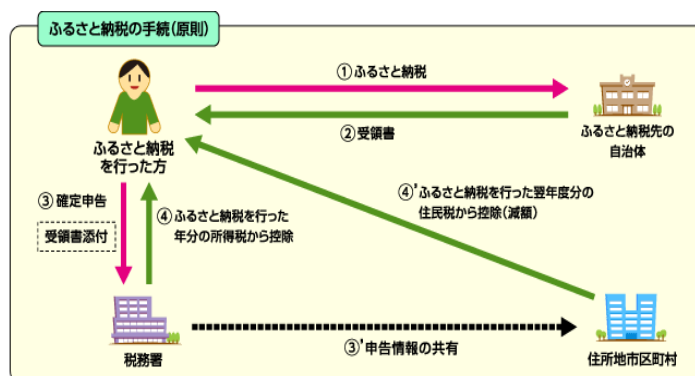 ふるさと納税の手続(原則)
①ふるさと納税
②受領書
ふるさと納税を
を行った方
ふるさと納税先の
自治体
③確定申告
受領書添付
④ふるさと納税を行った
年分の所得税から控除
④'ふるさと納税を行った翌年度分の
住民税から控除(減額)
税務署
③'申告情報の共有
住所地市区町村